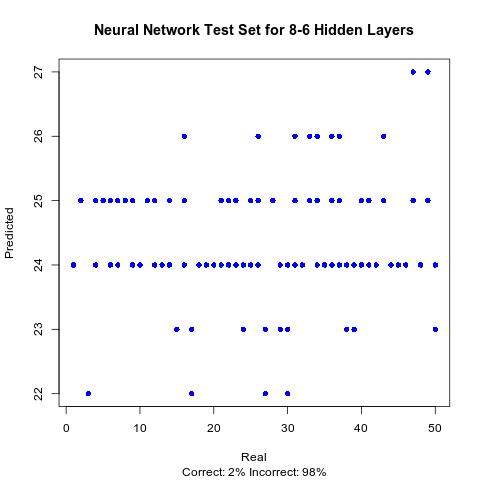 Neural Network Test Set for 8-6 Hidden Layers
Predicted
27
26
25
24
23
22
0 10 20 30 40 50
Real
Correct: 2% Incorrect: 98%